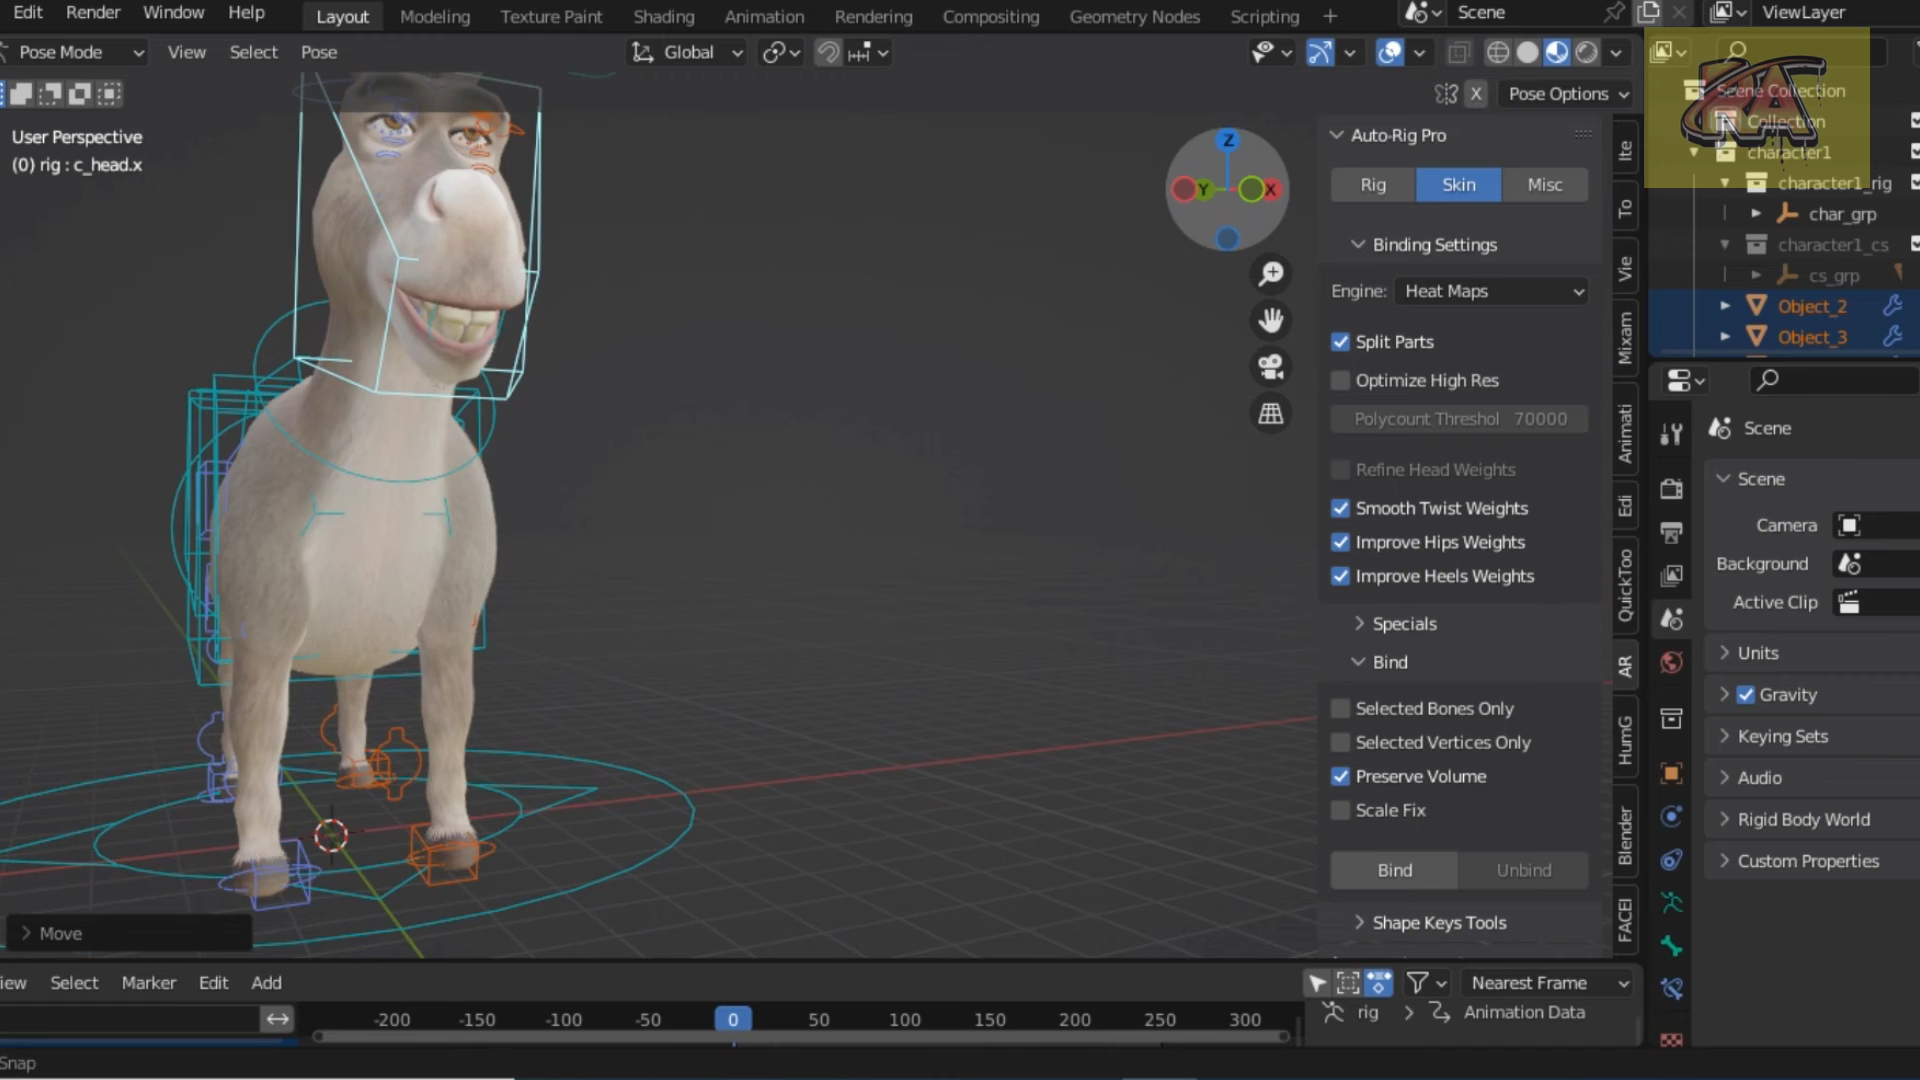 Edit Render Window Help Layout Modeling Texture Paint Shading Animation Rendering Compositing Geometry Nodes Scripting + Scene ViewLayer
Pose Mode View Select Pose Global
X Pose Options
User Perspective
(0) rig : c_head.x
Z
Y X
Auto-Rig Pro
Rig Skin Misc
Binding Settings
Engine: Heat Maps
Split Parts
Optimize High Res
Polycount Threshol 70000
Refine Head Weights
Smooth Twist Weights
Improve Hips Weights
Improve Heels Weights
Specials
Bind
Selected Bones Only
Selected Vertices Only
Preserve Volume
Scale Fix
Bind Unbind
Shape Keys Tools
Ite
To
Vie
Mixam
Animati
Edi
QuickToo
AR
HumG
Blender
FACEI
RA
Scene Collection
Collection
character1
character1_rig
char_grp
character1_cs
cs_grp
Object_2
Object_3
Scene
Scene
Camera
Background
Active Clip
Units
Gravity
Keying Sets
Audio
Rigid Body World
Custom Properties
Move
iew Select Marker Edit Add
Nearest Frame
-200 -150 -100 -50 0 50 100 150 200 250 300
rig Animation Data
Snap